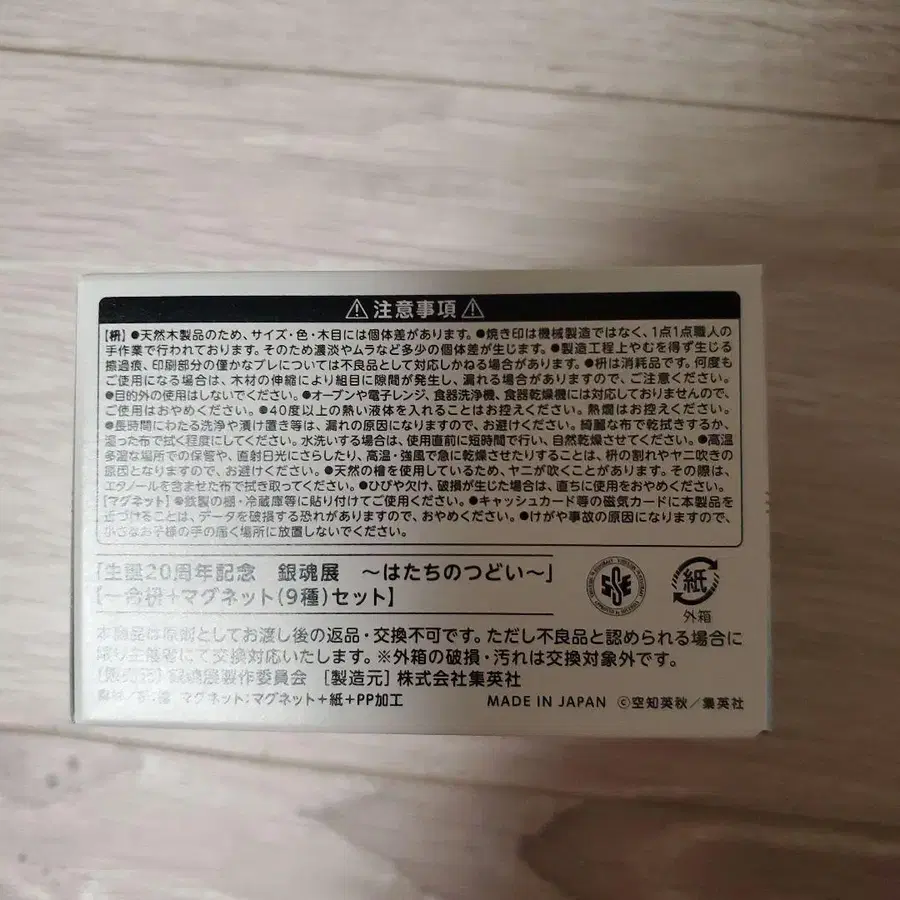 ⚠注意事項⚠
【枡】●天然木製品のため、サイズ・色・木目には個体差があります。●焼き印は機械製造ではなく、1点1点職人の
手作業で行われております。そのため濃淡やムラなど多少の個体差が生じます。●製造工程上やむを得ず生じる
擦過痕、印刷部分の僅かなブレについては不良品として対応しかねる場合があります。●枡は消耗品です。何度も
ご使用になる場合は、木材の伸縮により組目に隙間が発生し、漏れる場合がありますので、ご注意ください。
●目的外の使用はしないでください。●オーブンや電子レンジ、食器洗浄機、食器乾燥機には対応しておりませんので、
ご使用はおやめください。●40度以上の熱い液体を入れることはお控えください。熱燗はお控えください。
●長時間にわたる洗浄や漬け置き等は、漏れの原因になりますので、お避けください。綺麗な布で乾拭きするか、
湿った布で拭く程度にしてください。水洗いする場合は、使用直前に短時間で行い、自然乾燥させてください。●高温
多湿な場所での保管や、直射日光にさらしたり、高温・強風で急に乾燥させたりすることは、枡の割れやヤニ吹きの
原因となりますので、お避けください。●天然の檜を使用しているため、ヤニが吹くことがあります。その際は、
エタノールを含ませた布で拭き取ってください。●ひびや欠け、破損が生じた場合は、直ちに使用をおやめください。
【マグネット】●鉄製の棚・冷蔵庫等に貼り付けてご使用ください。●キャッシュカード等の磁気カードに本製品を
近づけることは、データを破損する恐れがありますので、おやめください。●けがや事故の原因になりますので、
小さなお子様の手の届く場所に放置しないでください。
「生誕20周年記念 銀魂展 ～はたちのつどい～」
【一合枡+マグネット(9種)セット】
紙
外箱
本商品は原則としてお渡し後の返品・交換不可です。ただし不良品と認められる場合に
限り主催者にて交換対応いたします。※外箱の破損・汚れは交換対象外です。
[販売元] 銀魂展製作委員会 [製造元] 株式会社集英社
マグネット:マグネット+紙+PP加工
MADE IN JAPAN ©空知英秋／集英社